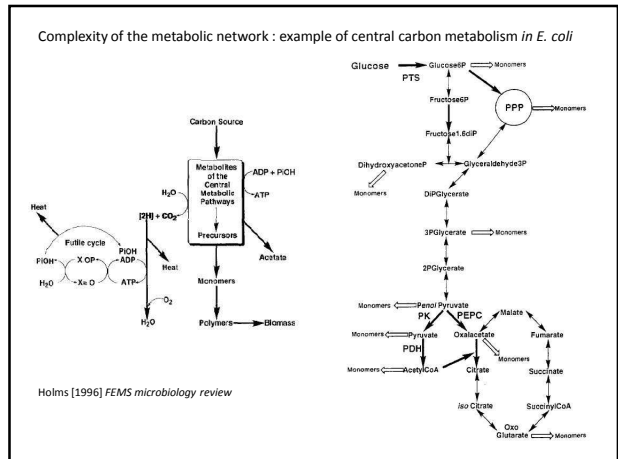 Complexity of the metabolic network : example of central carbon metabolism in E. coli
Carbon Source
Metabolites
of the
Central
Metabolic
Pathways
Precursors
ADP + PiOH
ATP
H₂O
[2H] + CO₂
Heat
Futile cycle
PiOH
PiOH
X OP
ADP
H₂O
X≈ O
ATP
Heat
O₂
H₂O
Acetate
Monomers
Polymers
Biomass
Holms [1996] FEMS microbiology review
Glucose
Glucose6P
Monomers
PTS
Fructose6P
PPP
Monomers
Fructose1.6diP
DihydroxyacetoneP
Glyceraldehyde3P
Monomers
DiPGlycerate
3PGlycerate
Monomers
2PGlycerate
Monomers
Penol Pyruvate
PK
PEPC
Malate
Monomers
Pyruvate
Oxalacetate
Fumarate
PDH
Monomers
Monomers
AcetylCoA
Citrate
Succinate
iso Citrate
SuccinylCoA
Oxo
Glutarate
Monomers